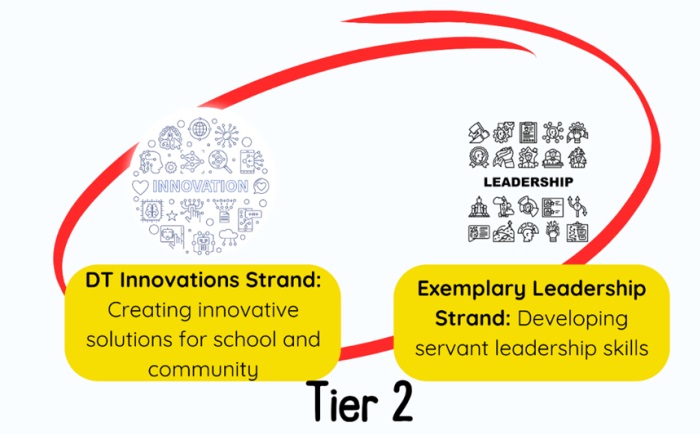 INNOVATION
LEADERSHIP
DT Innovations Strand:
Creating innovative
solutions for school and
community
Exemplary Leadership
Strand: Developing
servant leadership skills
Tier 2